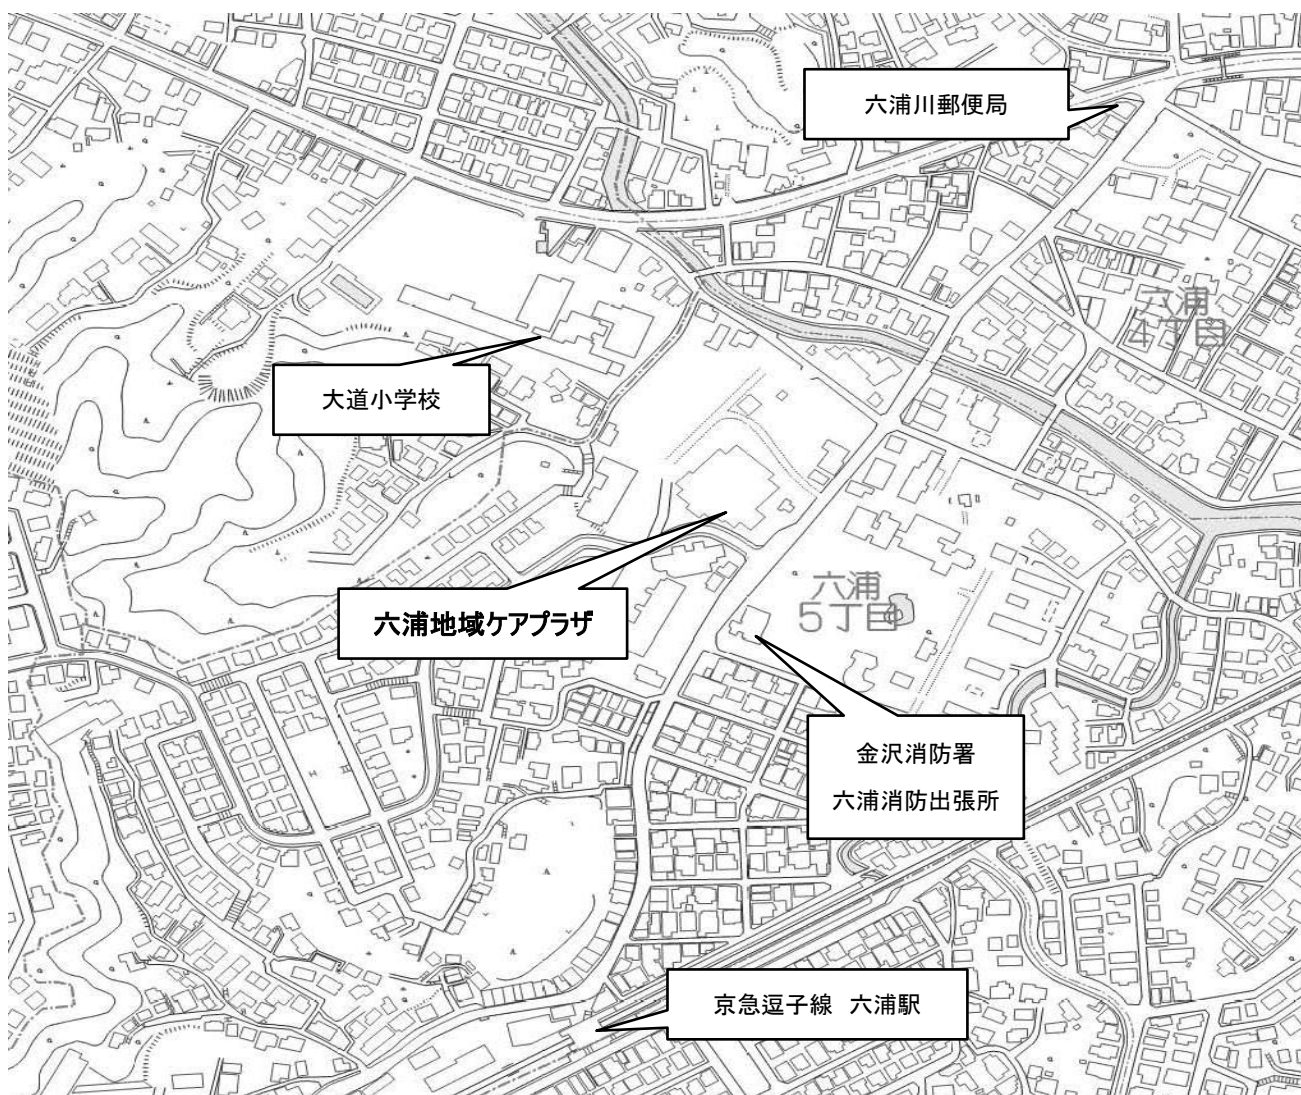 六浦川郵便局
六浦
4丁目
大道小学校
六浦地域ケアプラザ
六浦
5丁目
金沢消防署
六浦消防出張所
京急逗子線　六浦駅